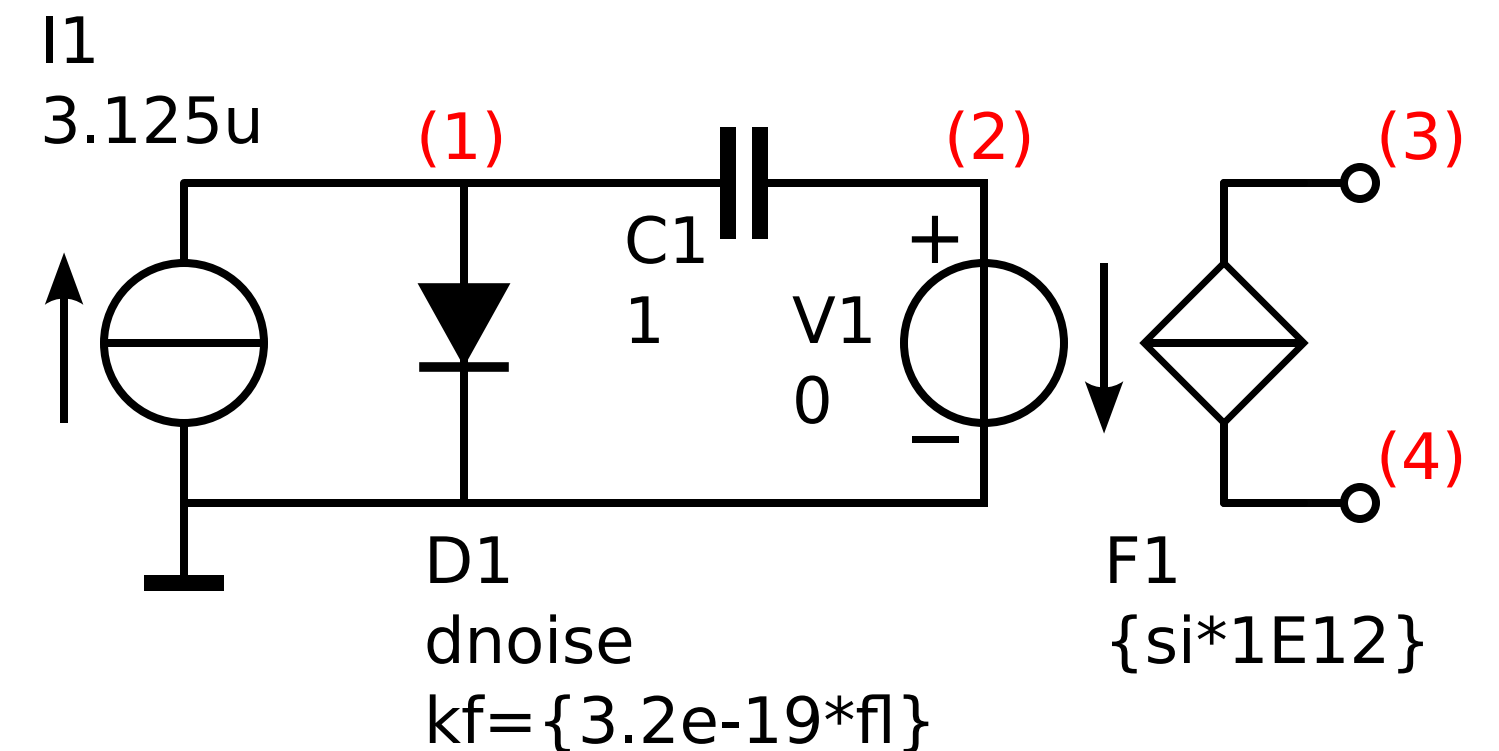 I1
3.125u
(1)
(2)
(3)
C1
1
+
V1
0
−
(4)
D1
dnoise
kf={3.2e-19*fl}
F1
{si*1E12}